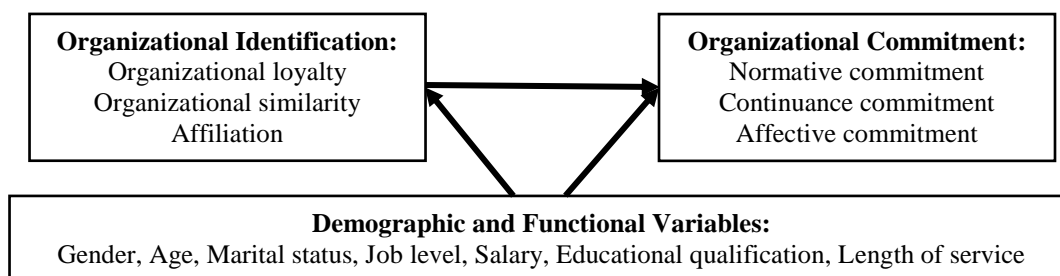 Organizational Identification:
Organizational loyalty
Organizational similarity
Affiliation
Organizational Commitment:
Normative commitment
Continuance commitment
Affective commitment
Demographic and Functional Variables:
Gender, Age, Marital status, Job level, Salary, Educational qualification, Length of service